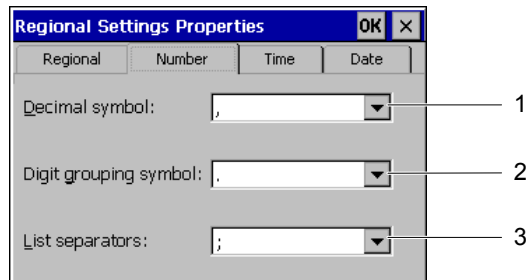 Regional Settings Properties OK ×
Regional Number Time Date
Decimal symbol: , 1
Digit grouping symbol: . 2
List separators: ; 3